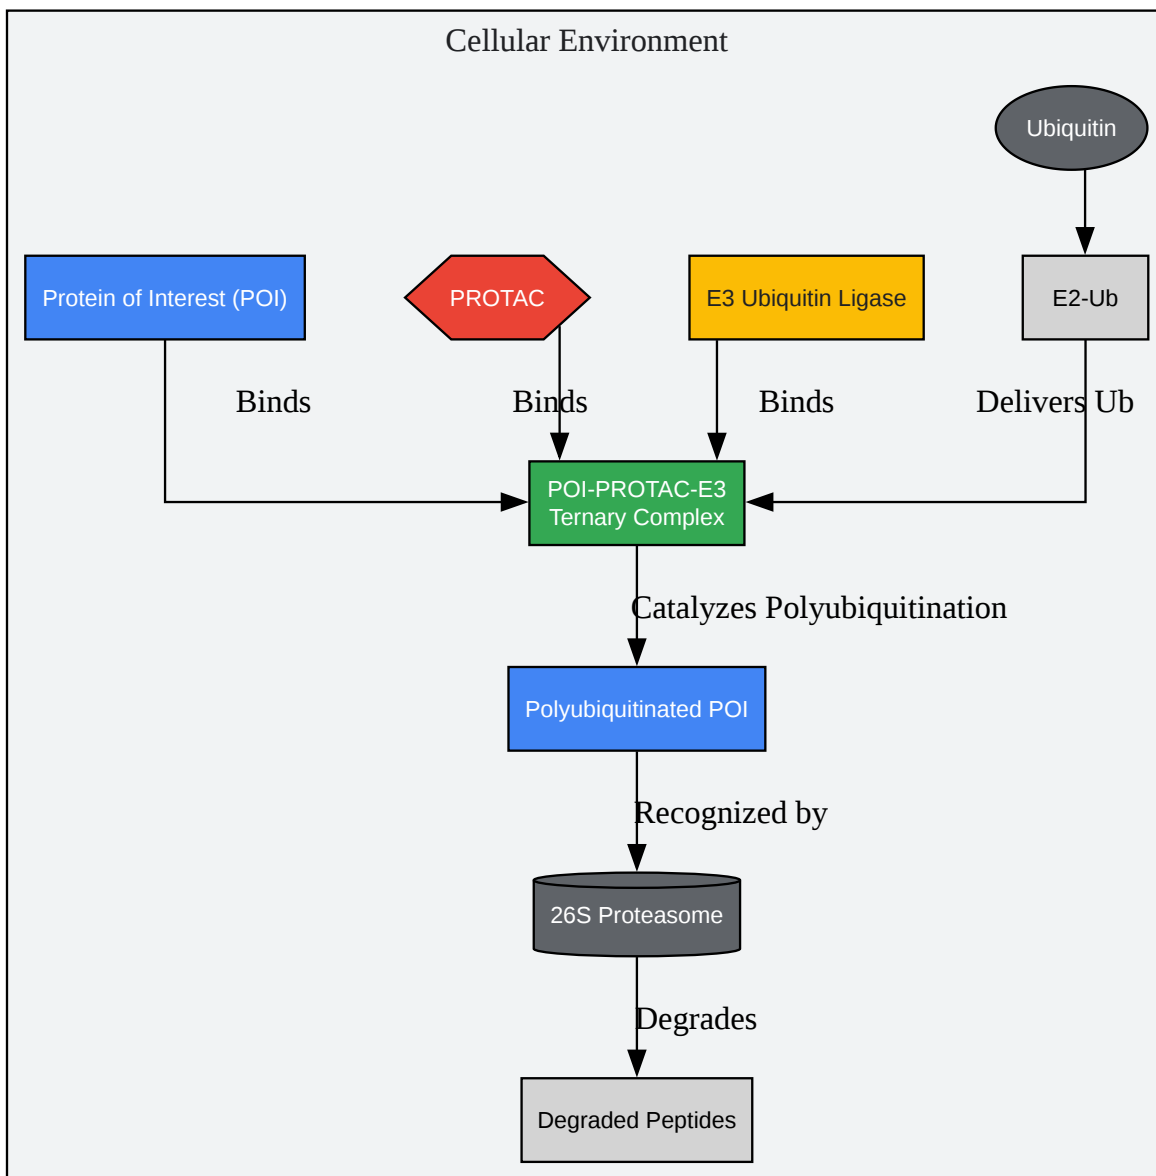 Cellular Environment
Ubiquitin
Protein of Interest (POI)
PROTAC
E3 Ubiquitin Ligase
E2-Ub
Binds
Binds
Binds
Delivers Ub
POI-PROTAC-E3
Ternary Complex
Catalyzes Polyubiquitination
Polyubiquitinated POI
Recognized by
26S Proteasome
Degrades
Degraded Peptides